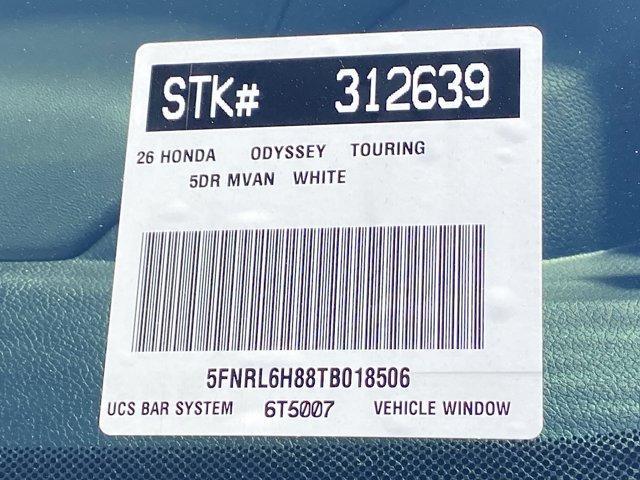 STK# 312639
26 HONDA ODYSSEY TOURING
5DR MVAN WHITE
5FNRL6H88TB018506
UCS BAR SYSTEM 6T5007 VEHICLE WINDOW